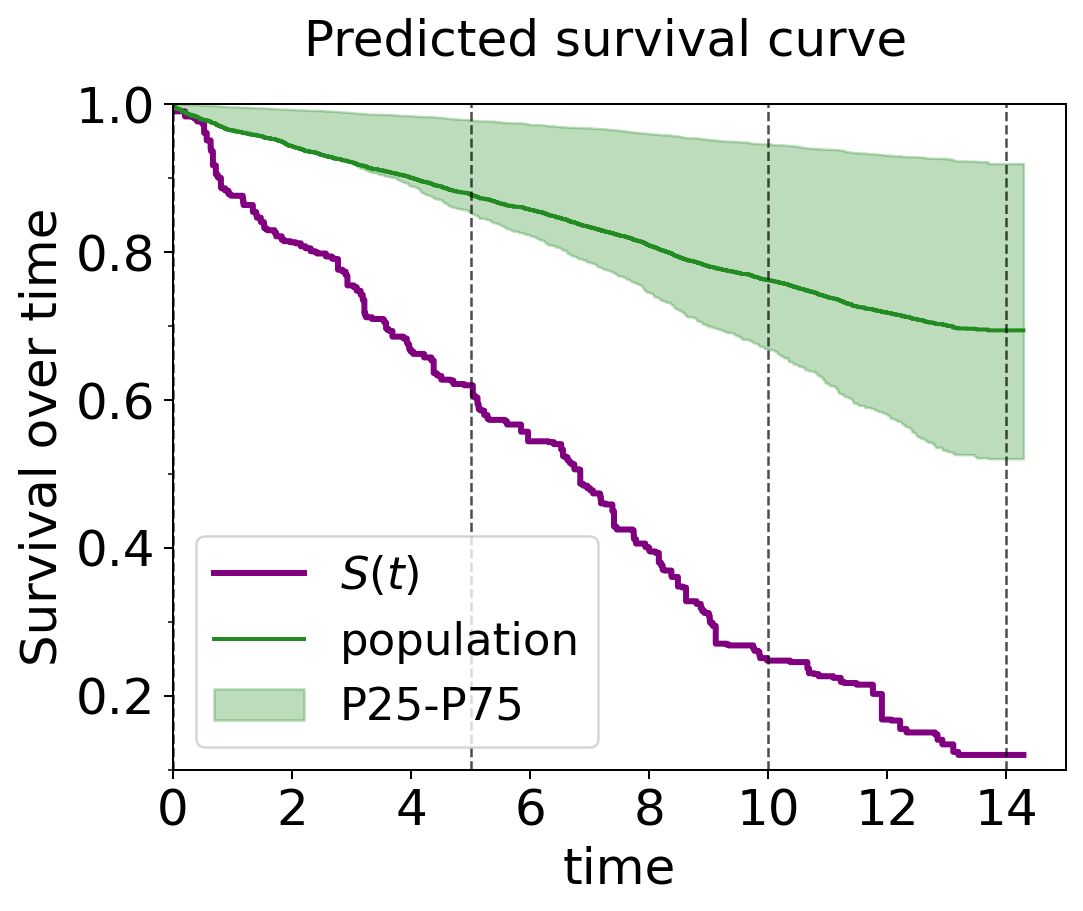 Predicted survival curve
Survival over time
1.0
0.8
0.6
0.4
0.2
S(t)
population
P25-P75
0 2 4 6 8 10 12 14
time